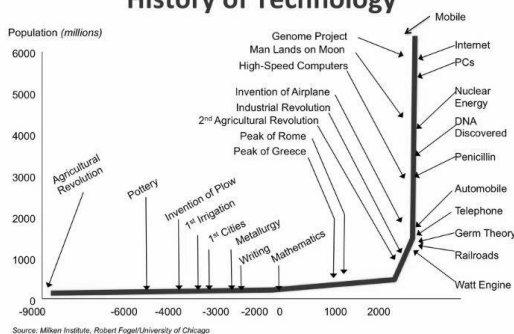 History of Technology
Population (millions)
Mobile
Genome Project
Man Lands on Moon
High-Speed Computers
Internet
PCs
Invention of Airplane
Industrial Revolution
2nd Agricultural Revolution
Peak of Rome
Peak of Greece
Nuclear
Energy
DNA
Discovered
Penicillin
Agricultural
Revolution
Pottery
Invention of Plow
1st Irrigation
1st Cities
Metallurgy
Writing
Mathematics
Automobile
Telephone
Germ Theory
Railroads
Watt Engine
6000
5000
4000
3000
2000
1000
0
-9000
-6000
-4000
-3000
-2000
0
1000
2000
Source: Milken Institute, Robert Fogel/University of Chicago